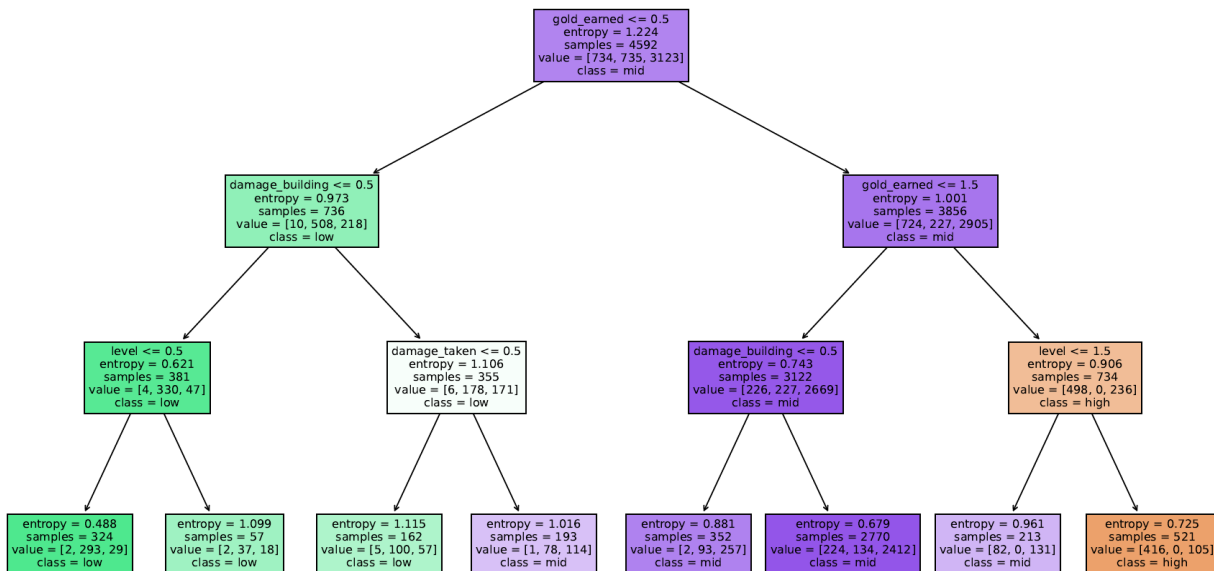 gold_earned <= 0.5
entropy = 1.224
samples = 4592
value = [734, 735, 3123]
class = mid
damage_building <= 0.5
entropy = 0.973
samples = 736
value = [10, 508, 218]
class = low
gold_earned <= 1.5
entropy = 1.001
samples = 3856
value = [724, 227, 2905]
class = mid
level <= 0.5
entropy = 0.621
samples = 381
value = [4, 330, 47]
class = low
damage_taken <= 0.5
entropy = 1.106
samples = 355
value = [6, 178, 171]
class = low
damage_building <= 0.5
entropy = 0.743
samples = 3122
value = [226, 227, 2669]
class = mid
level <= 1.5
entropy = 0.906
samples = 734
value = [498, 0, 236]
class = high
entropy = 0.488
samples = 324
value = [2, 293, 29]
class = low
entropy = 1.099
samples = 57
value = [2, 37, 18]
class = low
entropy = 1.115
samples = 162
value = [5, 100, 57]
class = low
entropy = 1.016
samples = 193
value = [1, 78, 114]
class = mid
entropy = 0.881
samples = 352
value = [2, 93, 257]
class = mid
entropy = 0.679
samples = 2770
value = [224, 134, 2412]
class = mid
entropy = 0.961
samples = 213
value = [82, 0, 131]
class = mid
entropy = 0.725
samples = 521
value = [416, 0, 105]
class = high